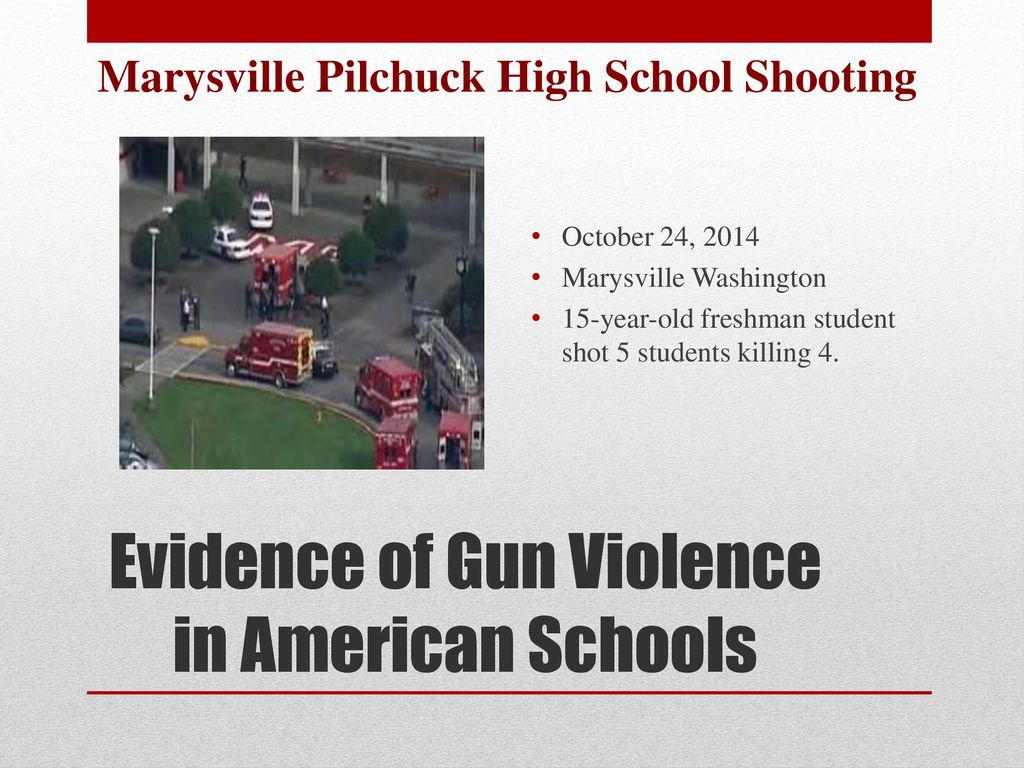 Marysville Pilchuck High School Shooting
• October 24, 2014
• Marysville Washington
• 15-year-old freshman student
shot 5 students killing 4.
Evidence of Gun Violence
in American Schools